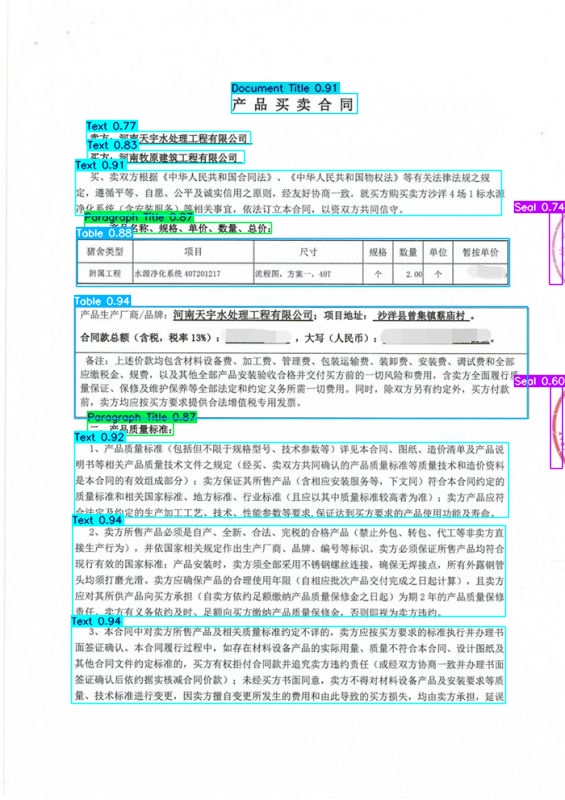 Document Title 0.91
产品买卖合同
Text 0.77
卖方：河南天宇水处理工程有限公司
Text 0.83
买方：河南牧原建筑工程有限公司
Text 0.91
买、卖双方根据《中华人民共和国合同法》、《中华人民共和国物权法》等有关法律法规之规
定，遵循平等、自愿、公平及诚实信用之原则，经友好协商一致，就买方购买卖方沙洋4场1标水源
净化系统（含安装服务）等相关事宜，依法订立本合同，以资双方共同信守。
Seal 0.74
Paragraph Title 0.87
产品名称、规格、单价、数量、总价：
Table 0.88
猪舍类型 项目 尺寸 规格 数量 单位 暂按单价
附属工程 水源净化系统 40T201217 流程图，方案一，40T 个 2.00 个
Table 0.94
产品生产厂商/品牌：河南天宇水处理工程有限公司；项目地址：沙洋县曾集镇蔡庙村。
合同款总额（含税，税率13%）： ，大写（人民币）：
备注：上述价款均包含材料设备费、加工费、管理费、包装运输费、装卸费、安装费、调试费和全部
应缴税金、规费，以及其他全部产品安装验收合格并交付买方前的一切风险和费用，含卖方全面履行质
量保证、保修及维护保养等全部法定和约定义务所需一切费用。同时，除双方另有约定外，买方付款
前，卖方均应按买方要求提供合法增值税专用发票。
Seal 0.60
Paragraph Title 0.87
二、产品质量标准：
Text 0.92
1、产品质量标准（包括但不限于规格型号、技术参数等）详见本合同、图纸、造价清单及产品说
明书等相关产品质量技术文件之规定（经买、卖双方共同确认的产品质量标准等质量技术和造价资料
是本合同的有效组成部分）；卖方保证其所售产品（含相应安装服务等，下文同）符合本合同约定的
质量标准和相关国家标准、地方标准、行业标准（且应以其中质量标准较高者为准）；卖方产品应符
合法定及约定的生产加工工艺、技术、性能参数等要求，保证达到买方要求的产品使用功能及寿命。
Text 0.94
2、卖方所售产品必须是自产、全新、合法、完税的合格产品（禁止外包、转包、代工等非卖方直
接生产行为），并依国家相关规定作出生产厂商、品牌、编号等的标识。卖方必须保证所售产品均符合
现行有效的国家标准；产品安装时，卖方须全部采用不锈钢螺丝连接，确保无焊接点，所有外露钢管
头均须打磨光滑。卖方应确保产品的合理使用年限（自相应批次产品交付完成之日起计算），且卖方
应对其所供产品向买方承担（自卖方依约足额缴纳产品质量保修金之日起）为期2年的产品质量保修
责任。卖方有义务依约及时、足额向买方缴纳产品质量保修金，否则即视为卖方违约。
Text 0.94
3、本合同中对卖方所售产品及相关质量标准约定不详的，卖方应按买方要求的标准执行并办理书
面签证确认。本合同履行过程中，如存在材料设备产品的实际用量、质量不符合本合同、设计图纸及
其他合同文件约定标准的，买方有权拒付合同款并追究卖方违约责任（或经双方协商一致并办理书面
签证确认后依约据实核减合同价款）；未经买方书面同意，卖方不得对材料设备产品及安装要求等质
量、技术标准进行变更，因卖方擅自变更所发生的费用和由此导致的买方损失，均由卖方承担，延误